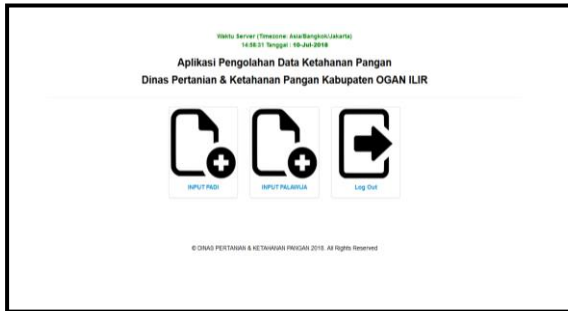 Waktu Server (Timezone: Asia/Bangkok/Jakarta)
14:58:31 Tanggal : 10-Jul-2018
Aplikasi Pengolahan Data Ketahanan Pangan
Dinas Pertanian & Ketahanan Pangan Kabupaten OGAN ILIR
INPUT PADI
INPUT PALAWIJA
Log Out
© DINAS PERTANIAN & KETAHANAN PANGAN 2018. All Rights Reserved